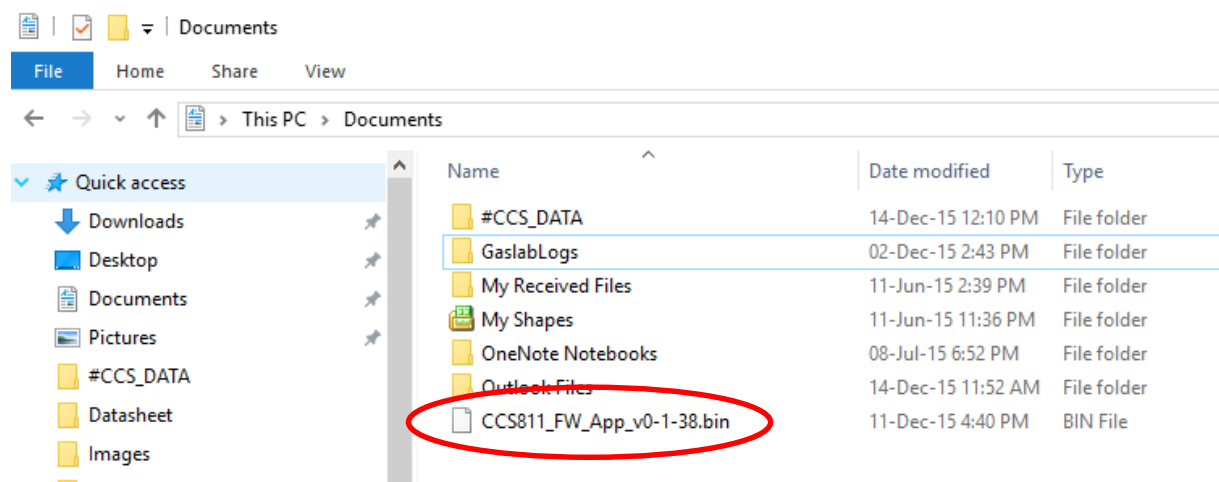 Documents
File Home Share View
This PC > Documents
Quick access
Downloads
Desktop
Documents
Pictures
#CCS_DATA
Datasheet
Images
Name Date modified Type
#CCS_DATA 14-Dec-15 12:10 PM File folder
GaslabLogs 02-Dec-15 2:43 PM File folder
My Received Files 11-Jun-15 2:39 PM File folder
My Shapes 11-Jun-15 11:36 PM File folder
OneNote Notebooks 08-Jul-15 6:52 PM File folder
Outlook Files 14-Dec-15 11:52 AM File folder
CCS811_FW_App_v0-1-38.bin 11-Dec-15 4:40 PM BIN File